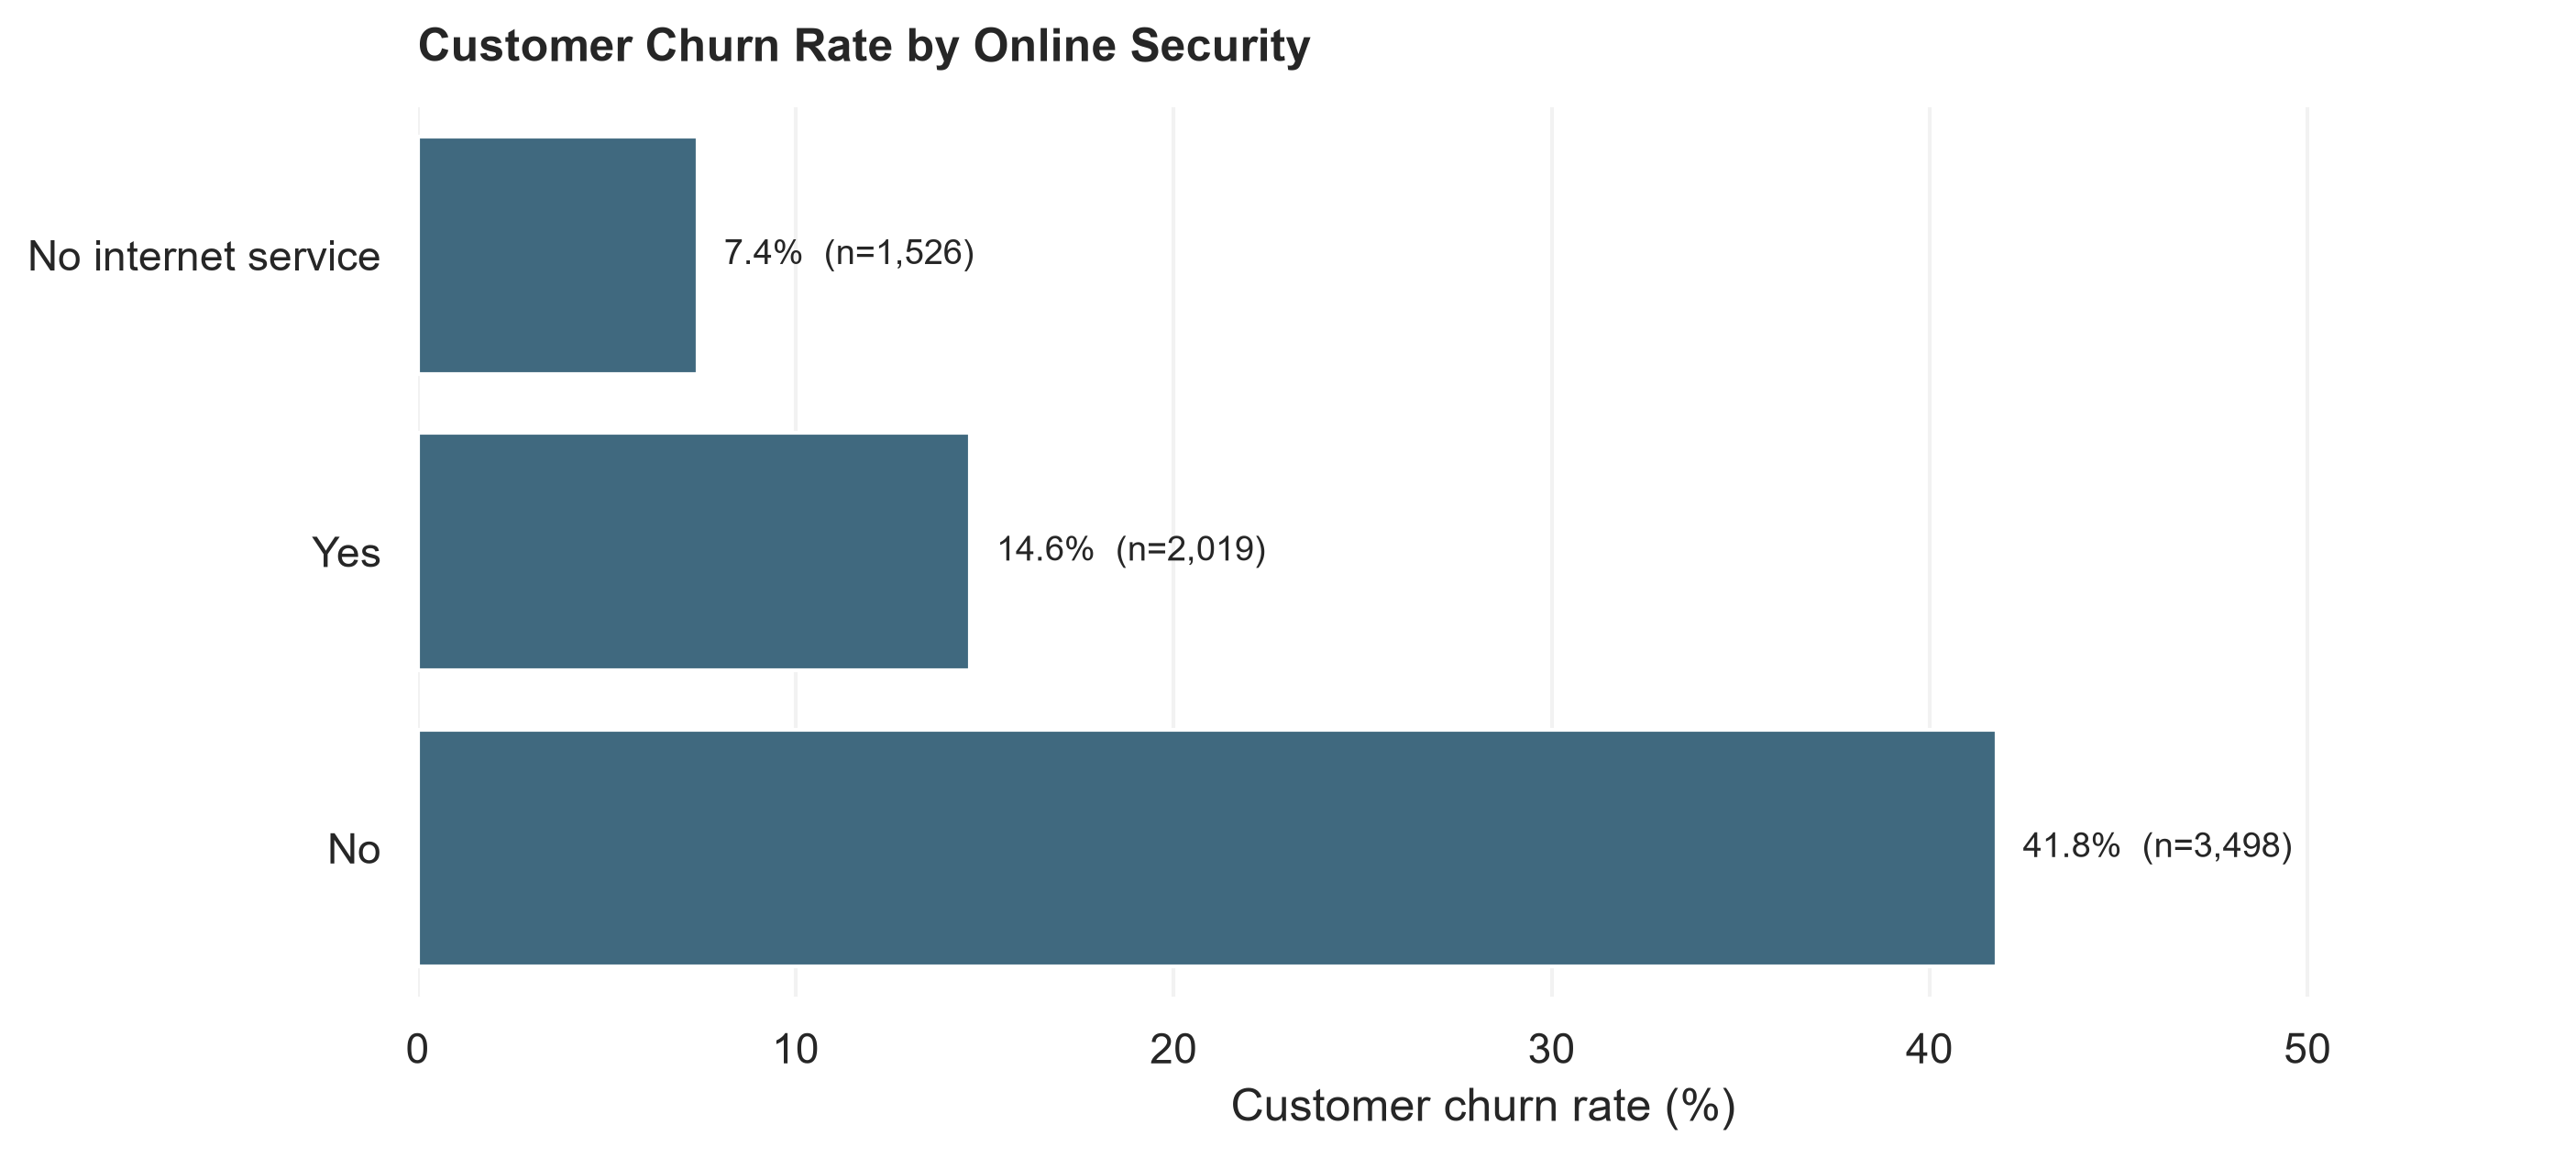 Customer Churn Rate by Online Security
No internet service
7.4% (n=1,526)
Yes
14.6% (n=2,019)
No
41.8% (n=3,498)
0 10 20 30 40 50
Customer churn rate (%)